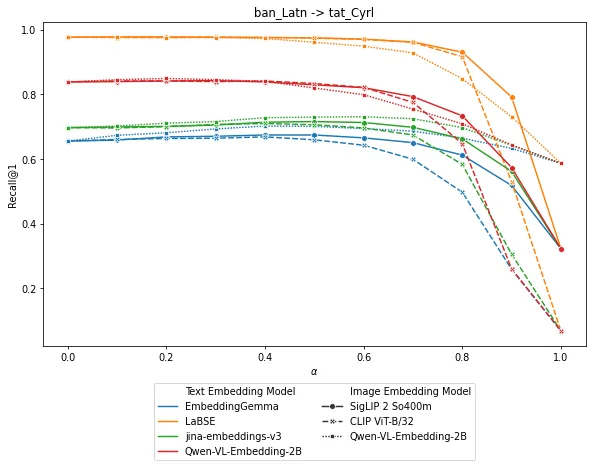 ban_Latn -> tat_Cyrl
1.0
0.8
0.6
0.4
0.2
Recall@1
0.0 0.2 0.4 0.6 0.8 1.0
α
Text Embedding Model
EmbeddingGemma
LaBSE
jina-embeddings-v3
Qwen-VL-Embedding-2B
Image Embedding Model
SigLIP 2 So400m
CLIP ViT-B/32
Qwen-VL-Embedding-2B